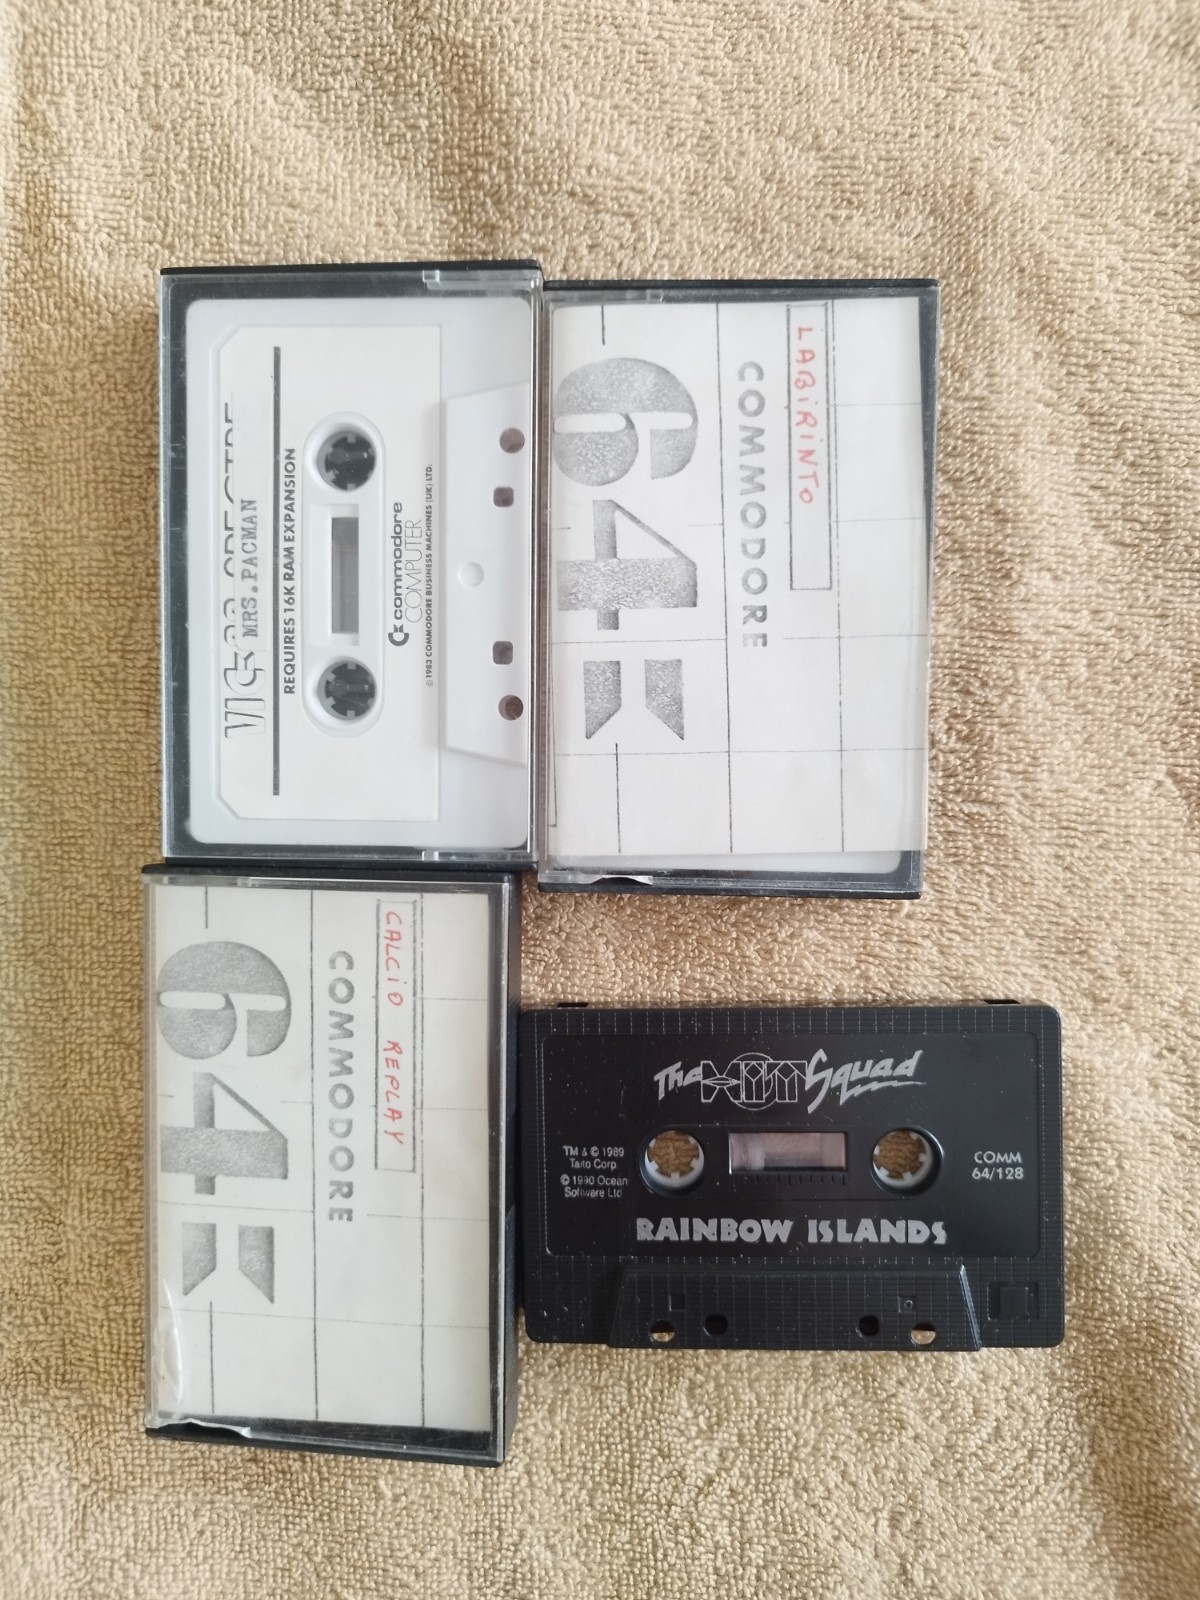 MRS.PACMAN
REQUIRES 16K RAM EXPANSION
commodore
COMPUTER
© 1983 COMMODORE BUSINESS MACHINES (UK) LTD.
LABiRiNTO
COMMODORE
64
CALCiO REPLAY
COMMODORE
64
The Hit Squad
TM & © 1989
Taito Corp.
© 1990 Ocean
Software Ltd
COMM
64/128
RAINBOW ISLANDS